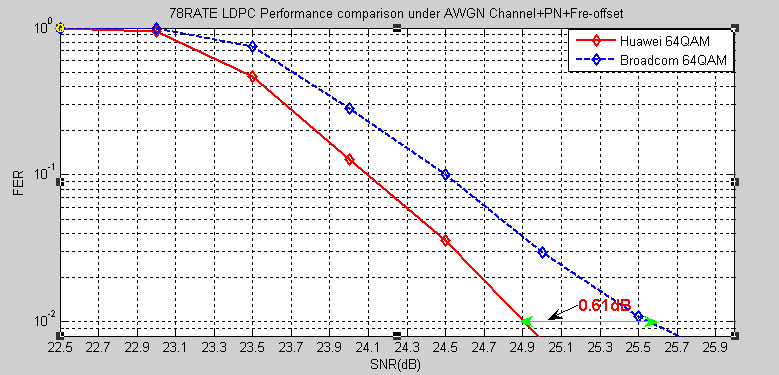 78RATE LDPC Performance comparison under AWGN Channel+PN+Fre-offset
10^0
Huawei 64QAM
Broadcom 64QAM
10^-1
FER
0.61dB
10^-2
22.5 22.7 22.9 23.1 23.3 23.5 23.7 23.9 24.1 24.3 24.5 24.7 24.9 25.1 25.3 25.5 25.7 25.9
SNR(dB)